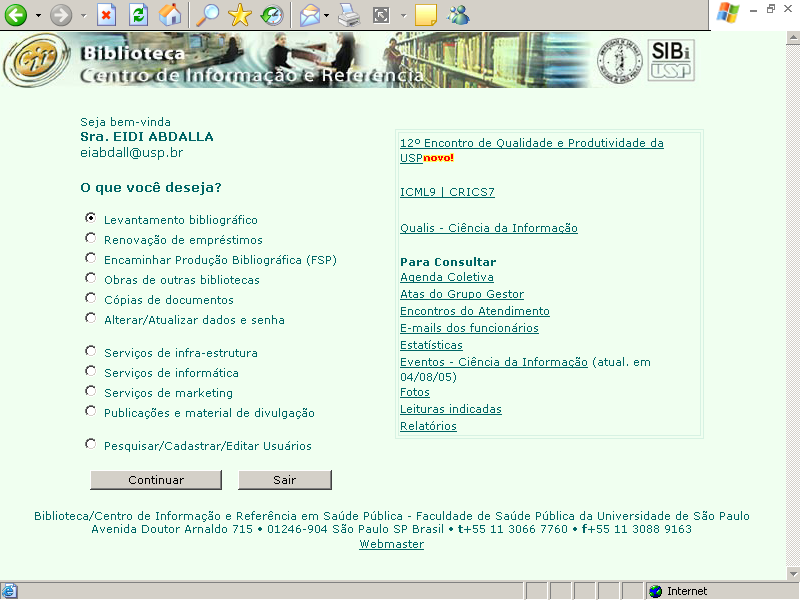 Biblioteca
Centro de Informação e Referência
SIBi
USP
Seja bem-vinda
Sra. EIDI ABDALLA
eiabdall@usp.br
O que você deseja?
Levantamento bibliográfico
Renovação de empréstimos
Encaminhar Produção Bibliográfica (FSP)
Obras de outras bibliotecas
Cópias de documentos
Alterar/Atualizar dados e senha
Serviços de infra-estrutura
Serviços de informática
Serviços de marketing
Publicações e material de divulgação
Pesquisar/Cadastrar/Editar Usuários
Continuar
Sair
12º Encontro de Qualidade e Produtividade da
USPnovo!
ICML9 | CRICS7
Qualis - Ciência da Informação
Para Consultar
Agenda Coletiva
Atas do Grupo Gestor
Encontros do Atendimento
E-mails dos funcionários
Estatísticas
Eventos - Ciência da Informação (atual. em
04/08/05)
Fotos
Leituras indicadas
Relatórios
Biblioteca/Centro de Informação e Referência em Saúde Pública - Faculdade de Saúde Pública da Universidade de São Paulo
Avenida Doutor Arnaldo 715 • 01246-904 São Paulo SP Brasil • t+55 11 3066 7760 • f+55 11 3088 9163
Webmaster
Internet